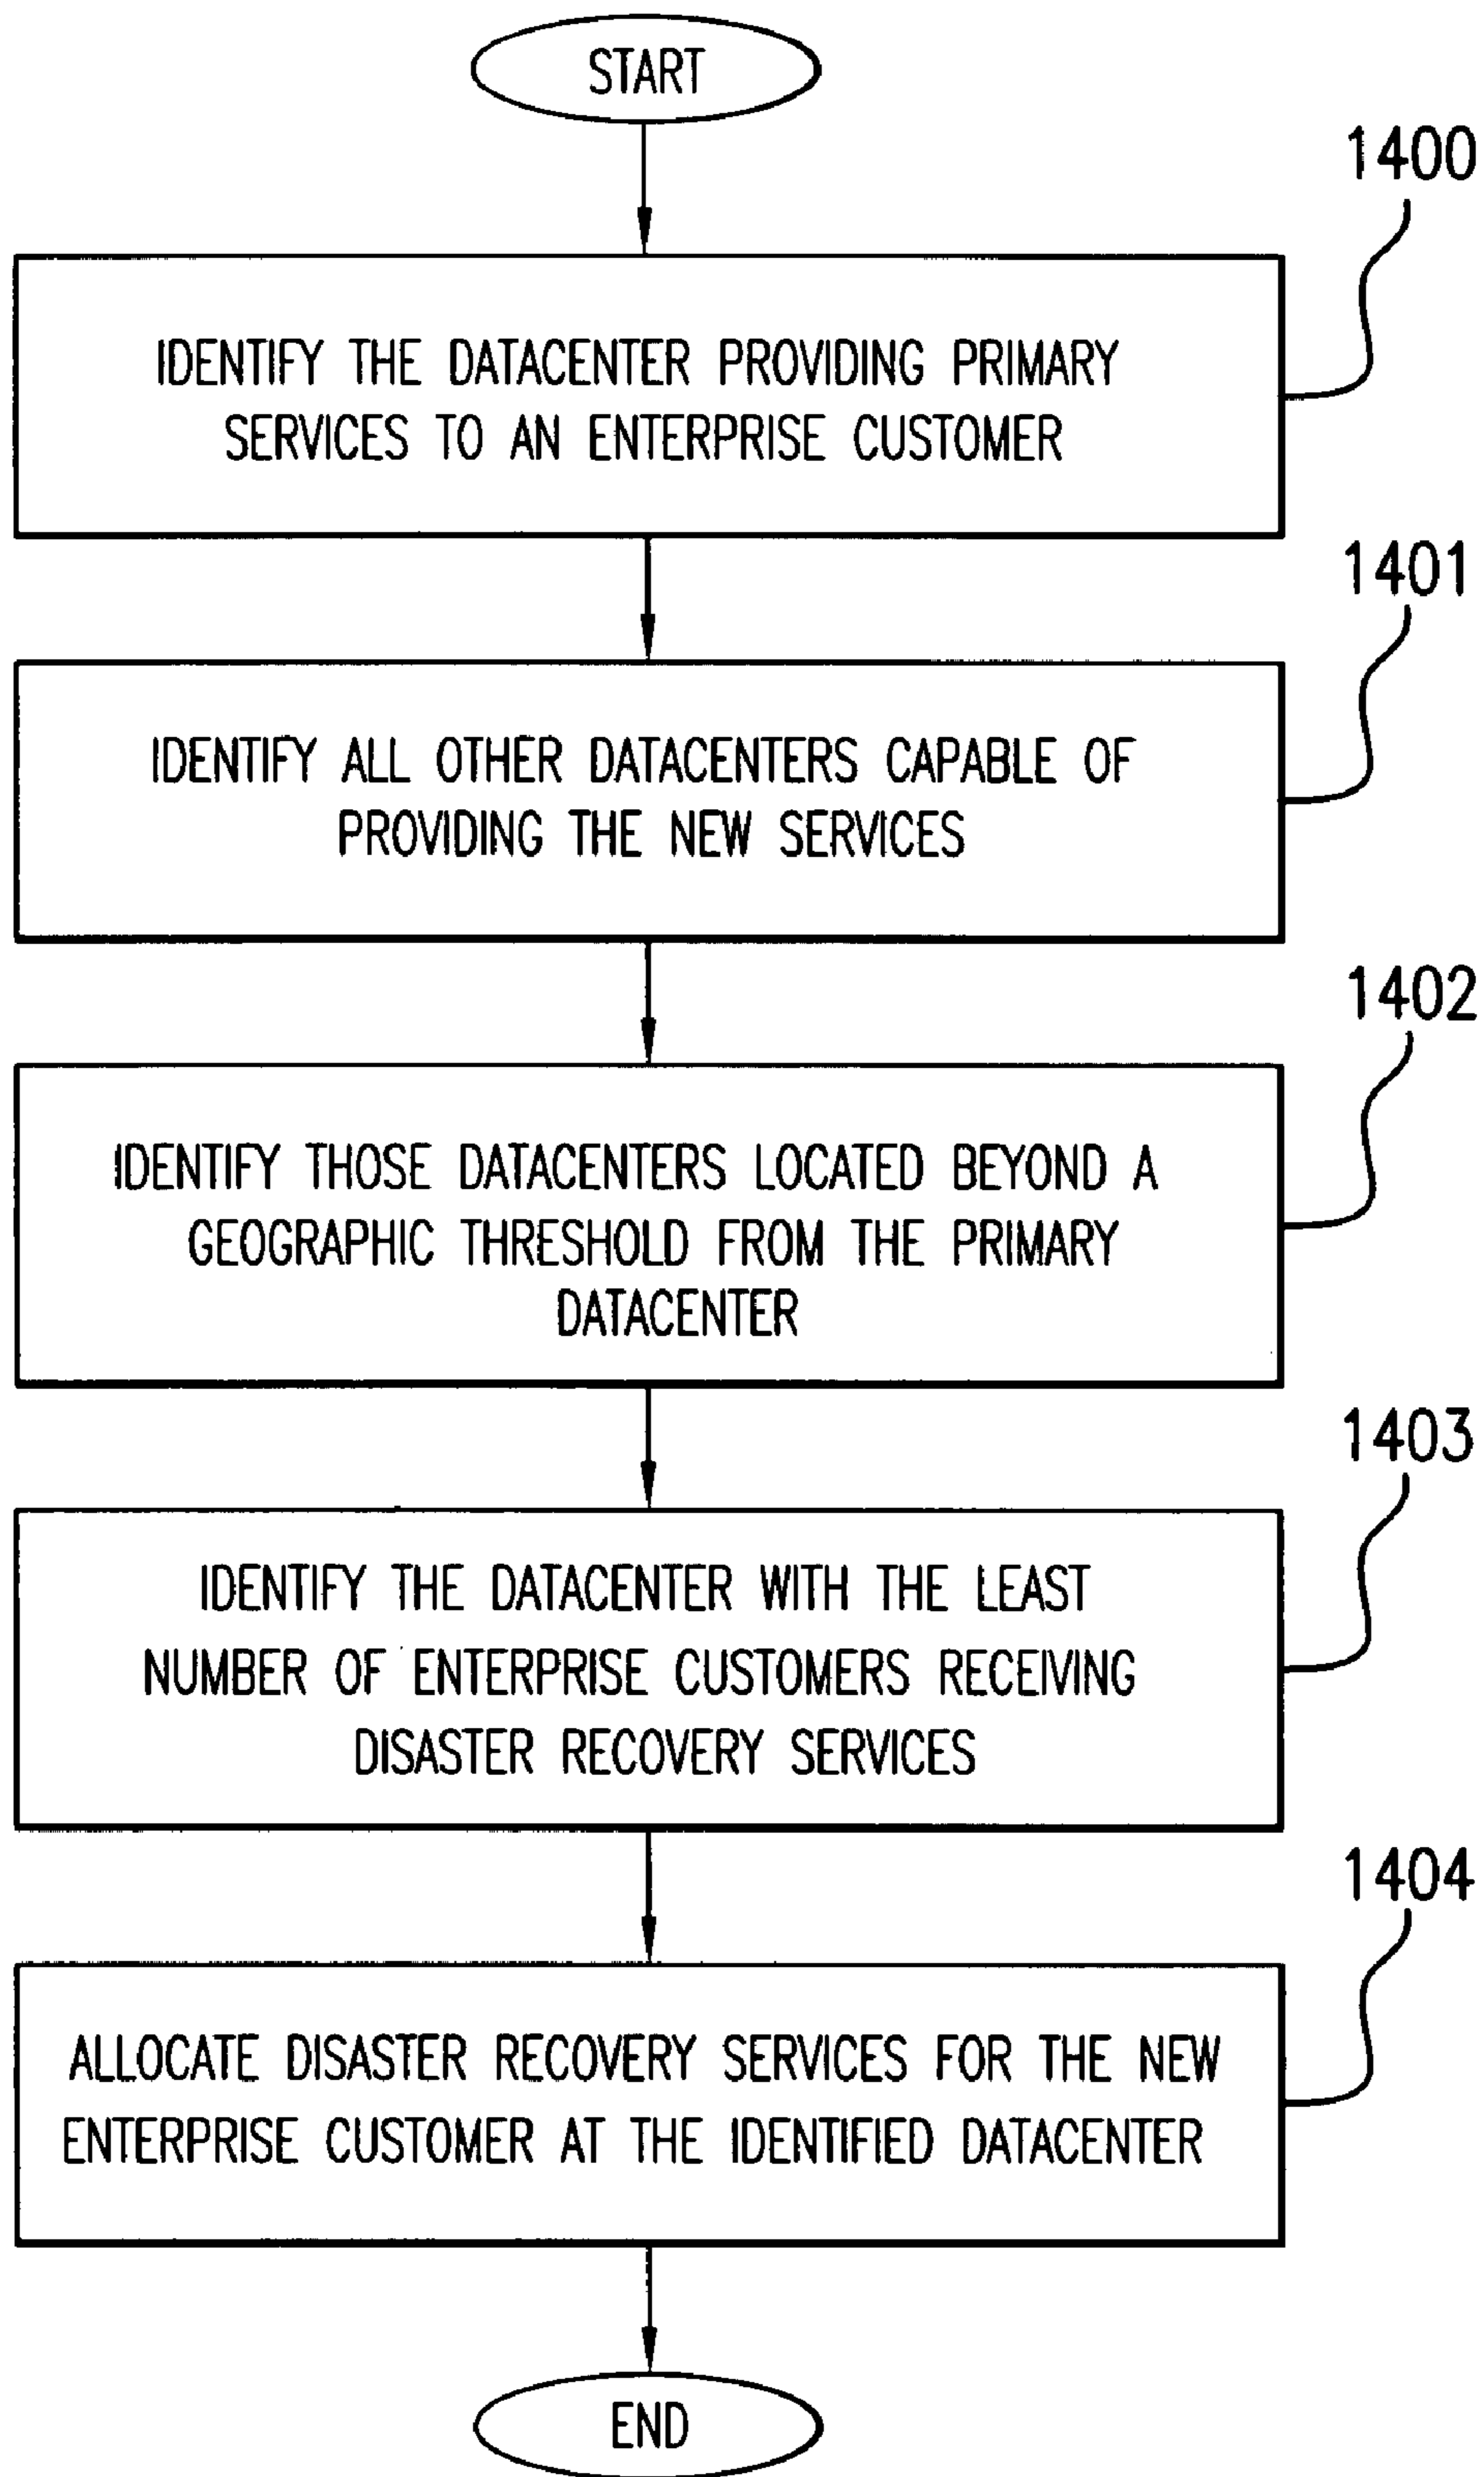 START
1400
IDENTIFY THE DATACENTER PROVIDING PRIMARY
SERVICES TO AN ENTERPRISE CUSTOMER
1401
IDENTIFY ALL OTHER DATACENTERS CAPABLE OF
PROVIDING THE NEW SERVICES
1402
IDENTIFY THOSE DATACENTERS LOCATED BEYOND A
GEOGRAPHIC THRESHOLD FROM THE PRIMARY
DATACENTER
1403
IDENTIFY THE DATACENTER WITH THE LEAST
NUMBER OF ENTERPRISE CUSTOMERS RECEIVING
DISASTER RECOVERY SERVICES
1404
ALLOCATE DISASTER RECOVERY SERVICES FOR THE NEW
ENTERPRISE CUSTOMER AT THE IDENTIFIED DATACENTER
END